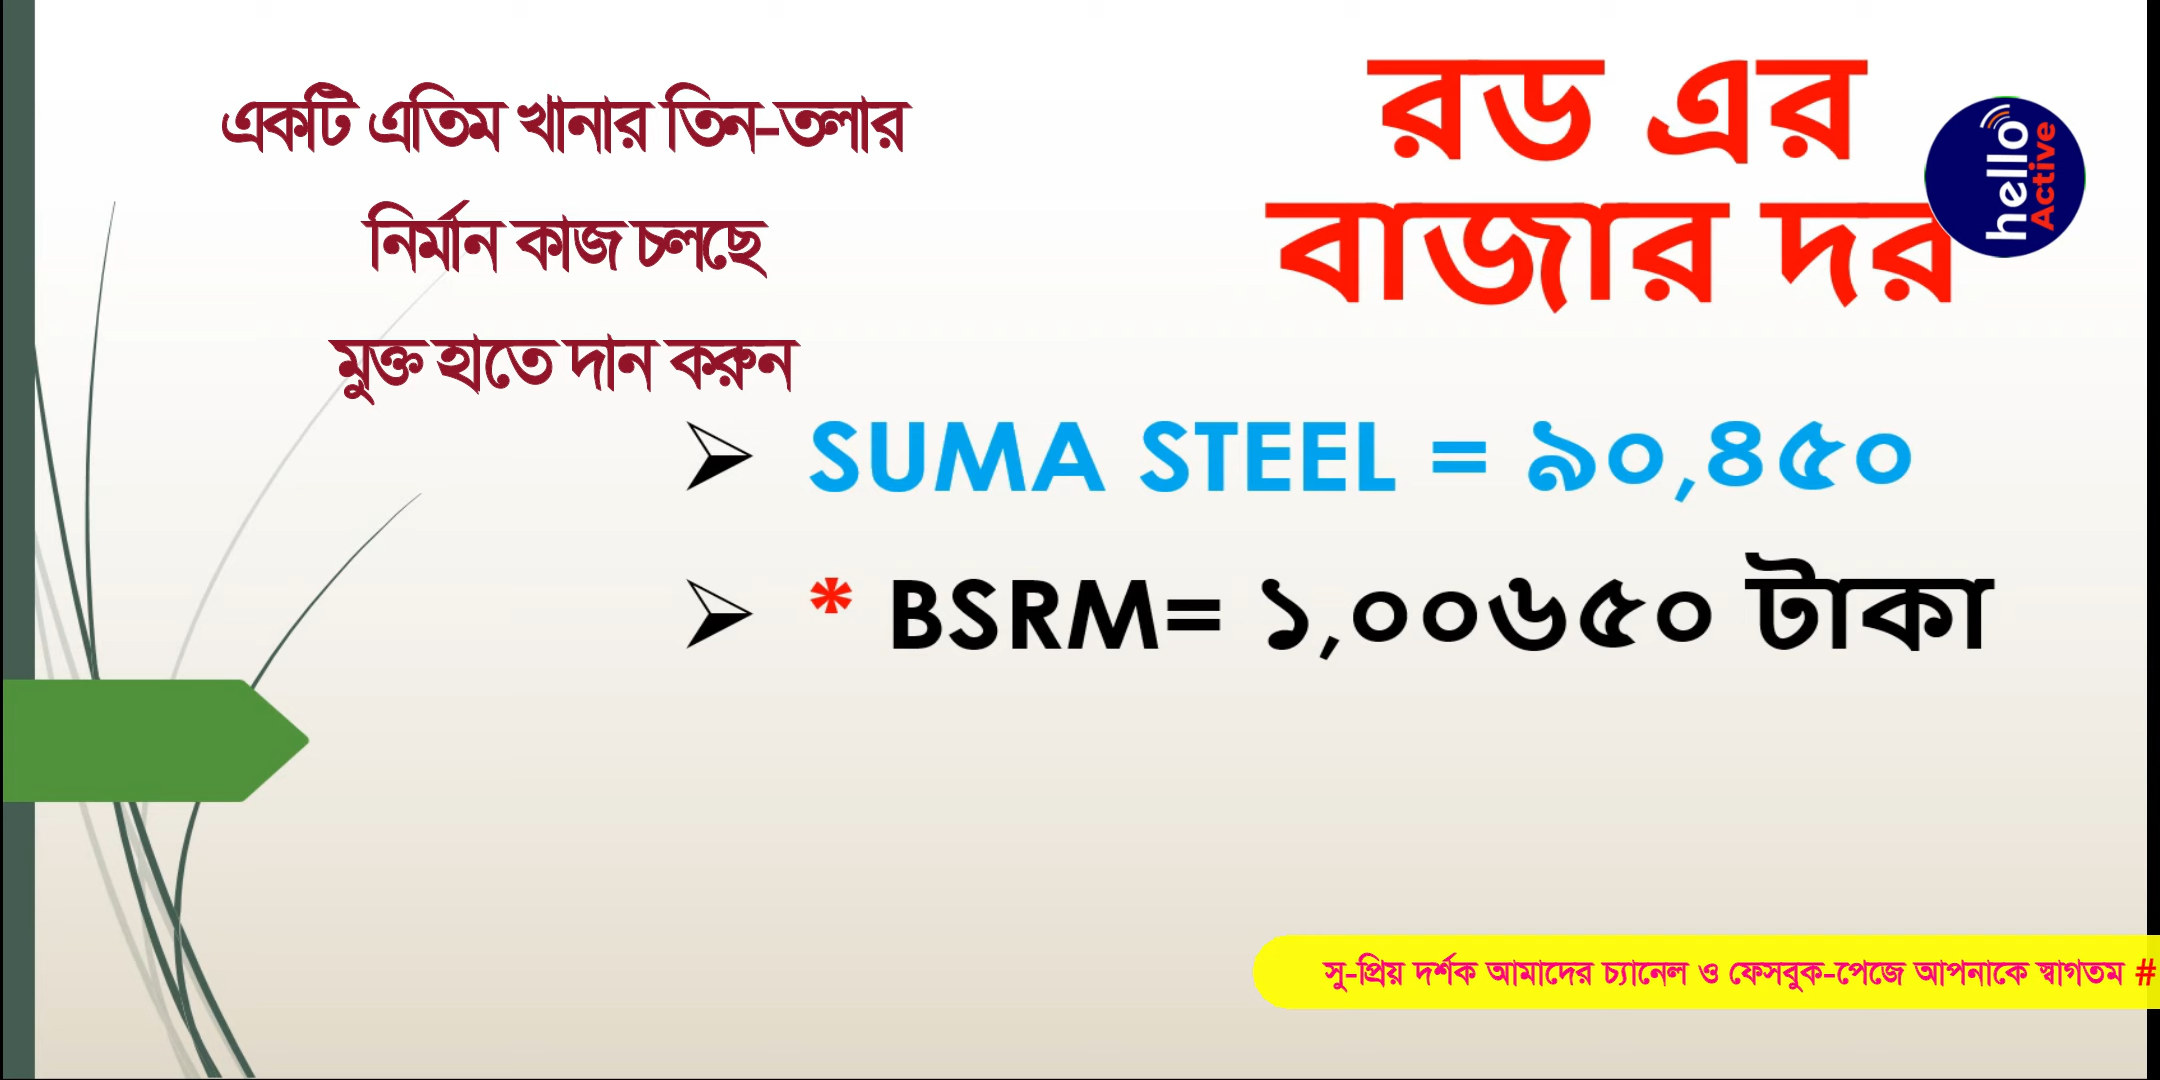 একটি এতিম খানার তিন-তলার
নির্মান কাজ চলছে
মুক্ত হাতে দান করুন
রড এর
বাজার দর
hello
Active
SUMA STEEL = ৯০,৪৫০
* BSRM= ১,০০৬৫০ টাকা
সু-প্রিয় দর্শক আমাদের চ্যানেল ও ফেসবুক-পেজে আপনাকে স্বাগতম #